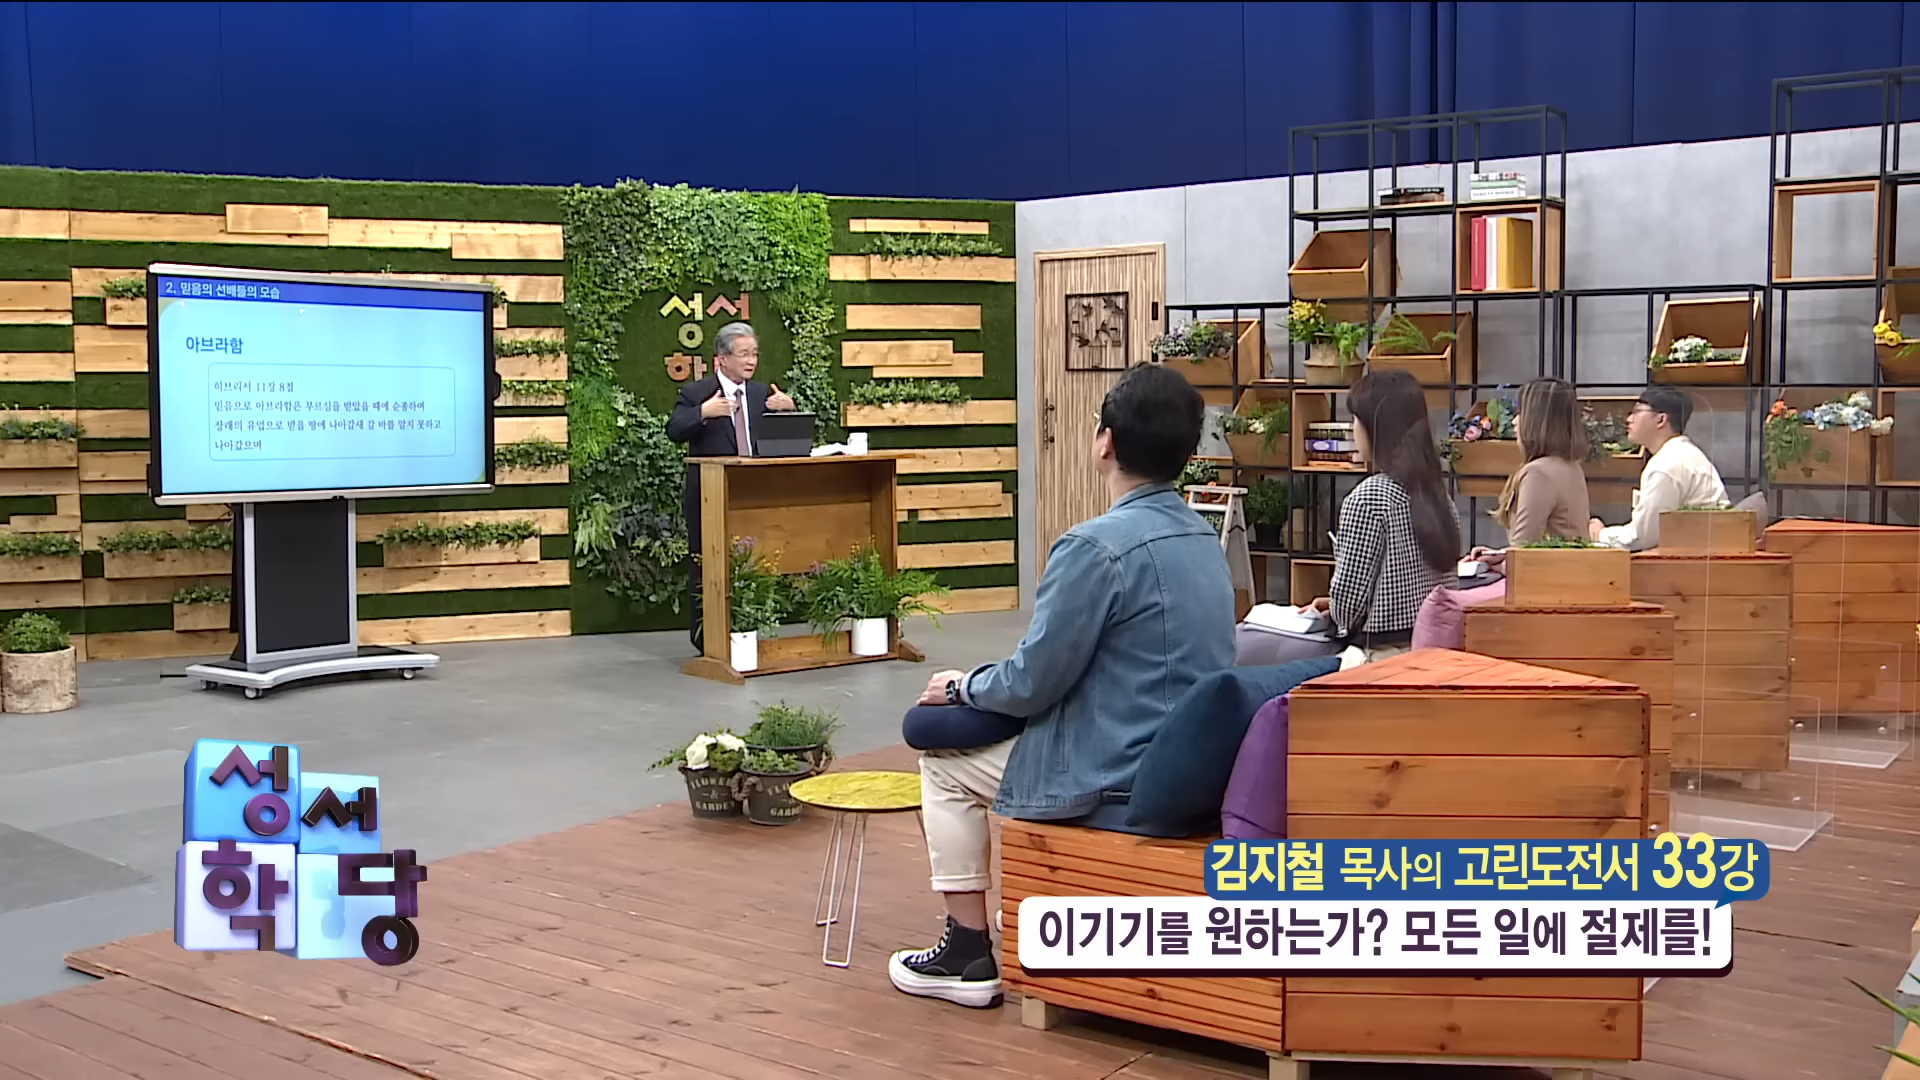 2. 믿음의 선배들의 모습
아브라함
히브리서 11장 8절
믿음으로 아브라함은 부르심을 받았을 때에 순종하여
장래의 유업으로 받을 땅에 나아갈새 갈 바를 알지 못하고
나아갔으며
성서
학
FLOWER
& GARDEN
성서
학당
김지철 목사의 고린도전서 33강
이기기를 원하는가? 모든 일에 절제를!